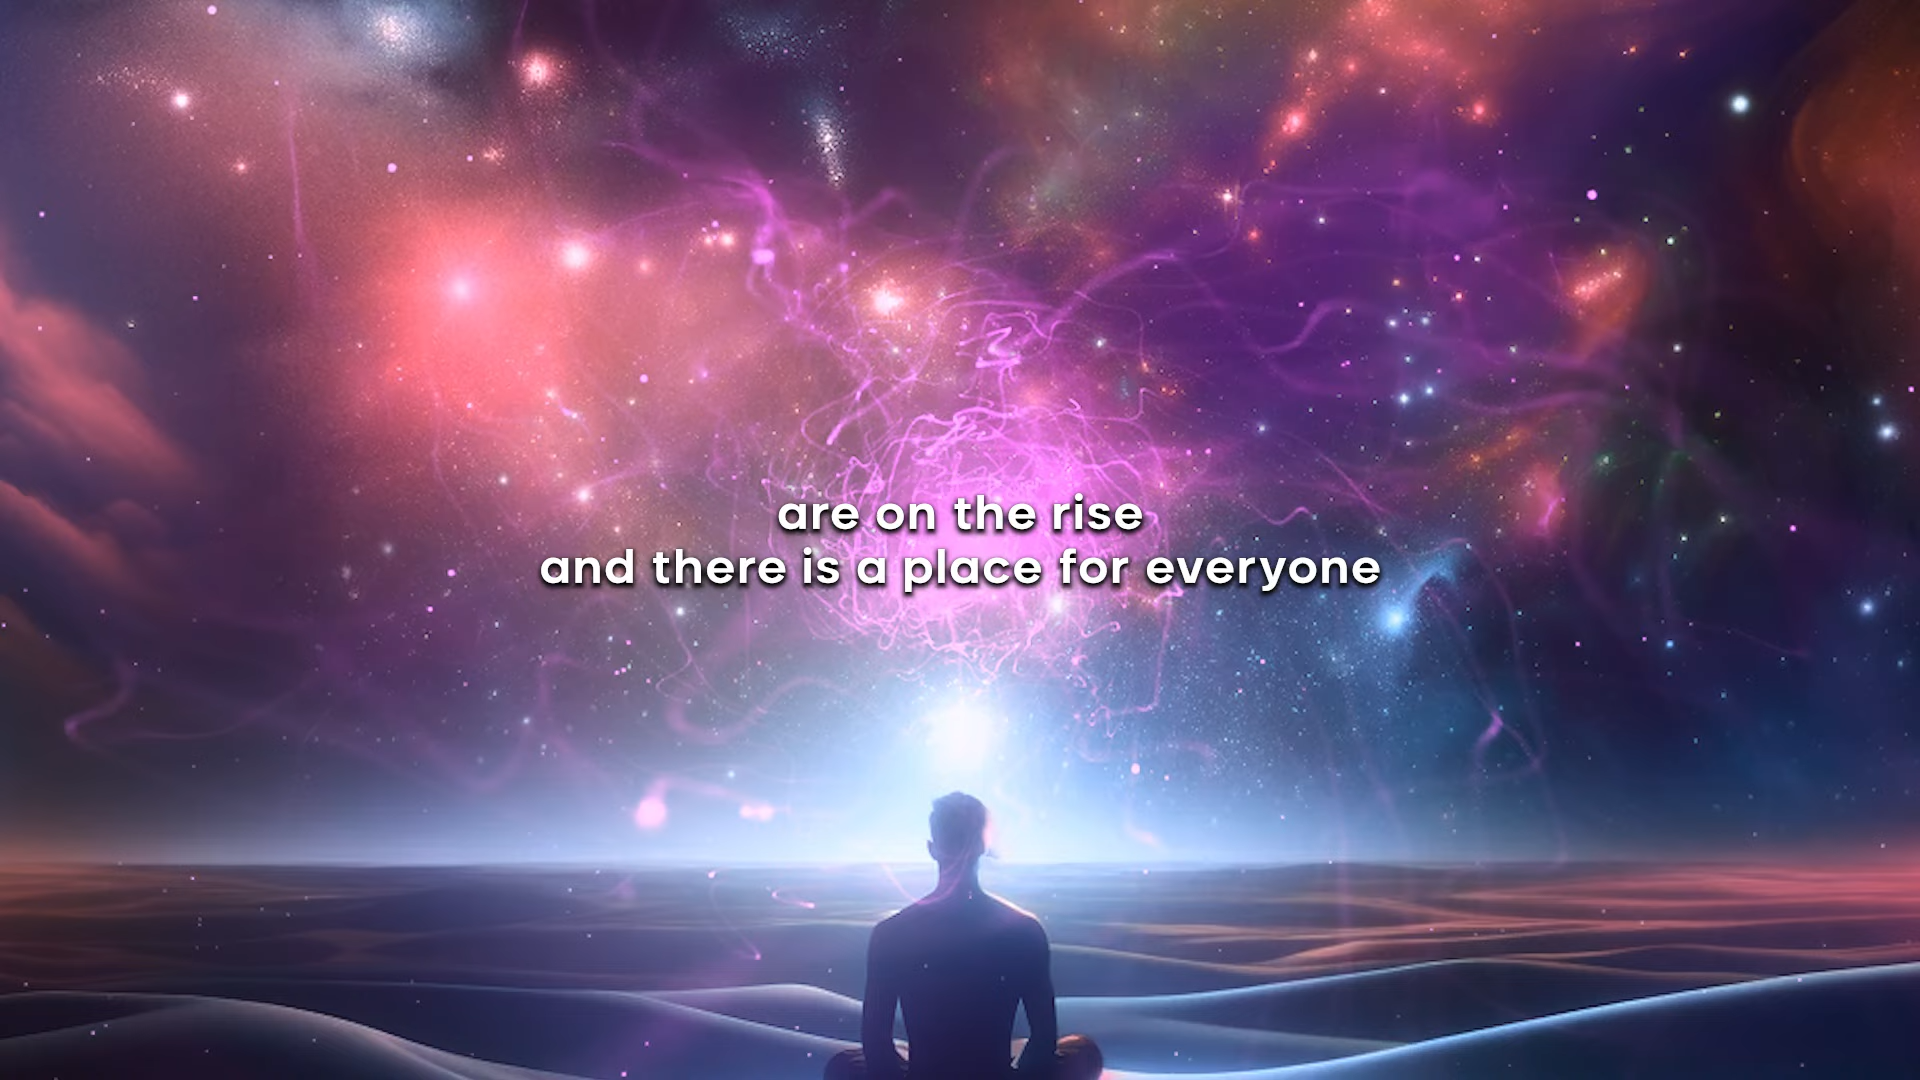 are on the rise
and there is a place for everyone